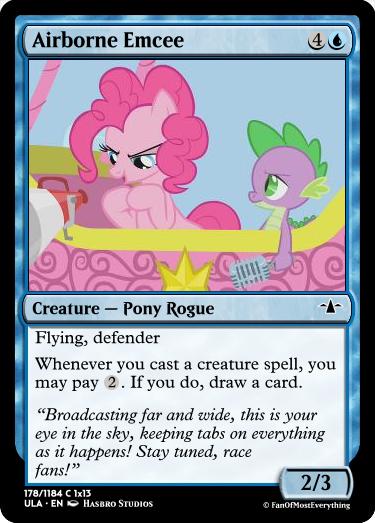 Airborne Emcee 4
Creature — Pony Rogue
Flying, defender
Whenever you cast a creature spell, you
may pay 2. If you do, draw a card.
“Broadcasting far and wide, this is your
eye in the sky, keeping tabs on everything
as it happens! Stay tuned, race
fans!”
2/3
178/1184 C 1x13
ULA • EN Hasbro Studios
© FanOfMostEverything